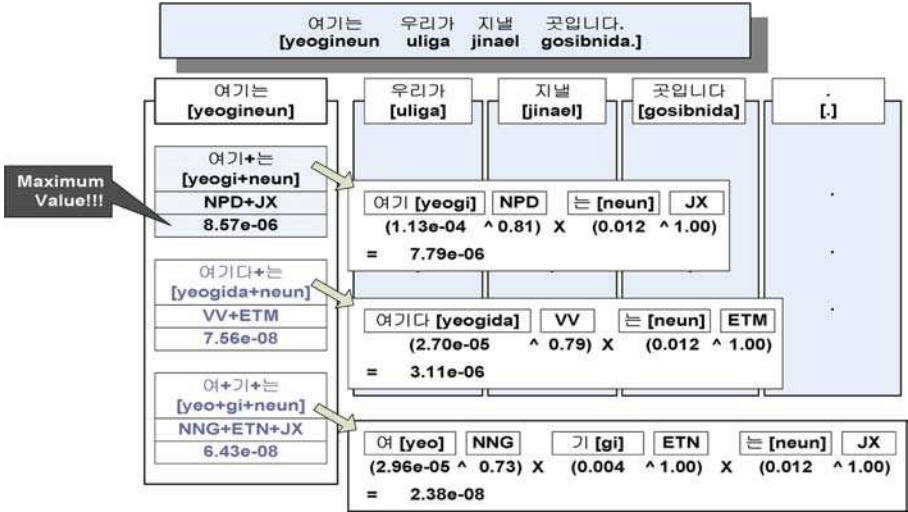 여기는 우리가 지낼 곳입니다.
[yeogineun uliga jinael gosibnida.]
여기는
[yeogineun]
우리가
[uliga]
지낼
[jinael]
곳입니다
[gosibnida]
.
[.]
Maximum
Value!!!
여기+는
[yeogi+neun]
NPD+JX
8.57e-06
여기 [yeogi] NPD 는 [neun] JX
(1.13e-04 ^ 0.81) X (0.012 ^ 1.00)
= 7.79e-06
여기다+는
[yeogida+neun]
VV+ETM
7.56e-08
여기다 [yeogida] VV 는 [neun] ETM
(2.70e-05 ^ 0.79) X (0.012 ^ 1.00)
= 3.11e-06
여+기+는
[yeo+gi+neun]
NNG+ETN+JX
6.43e-08
여 [yeo] NNG 기 [gi] ETN 는 [neun] JX
(2.96e-05 ^ 0.73) X (0.004 ^ 1.00) X (0.012 ^ 1.00)
= 2.38e-08